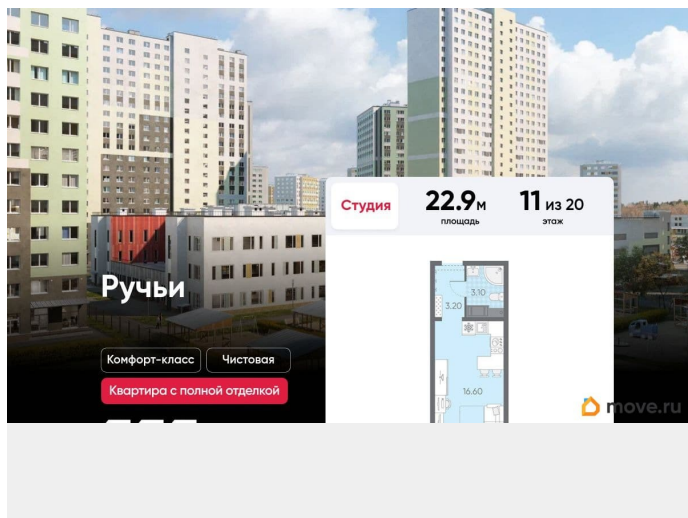 Студия
22.9м
площадь
11 из 20
этаж
3.10
3.20
16.60
Ручьи
Комфорт-класс
Чистовая
Квартира с полной отделкой
move.ru